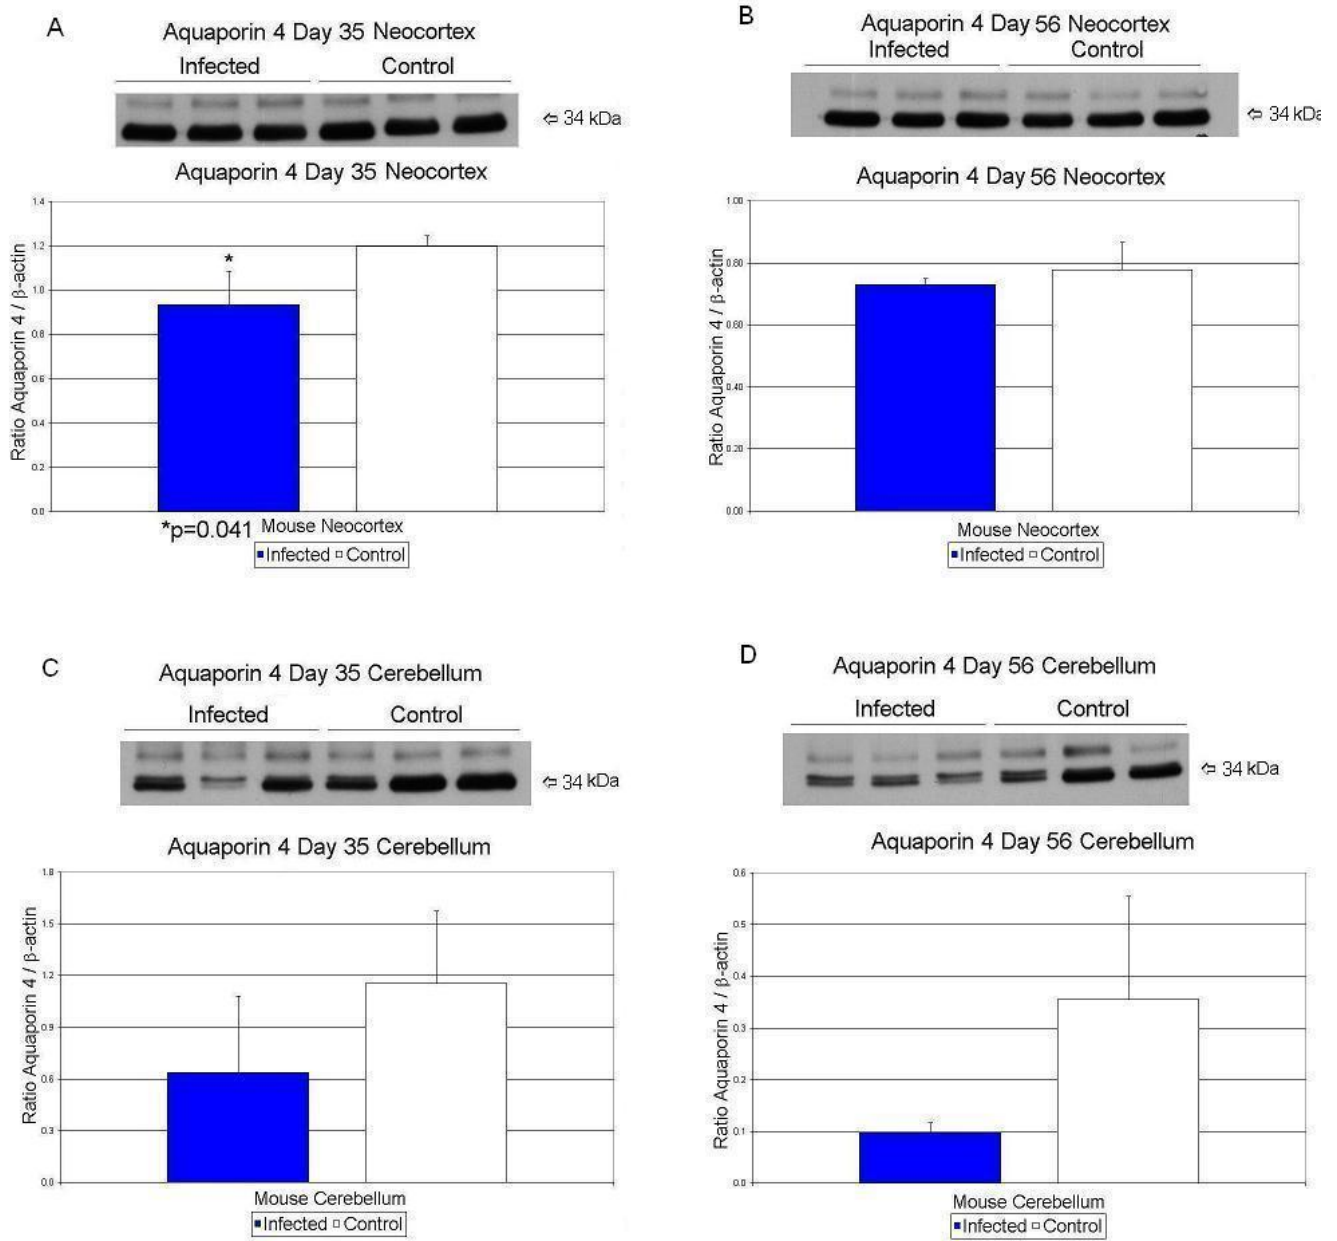 A
Aquaporin 4 Day 35 Neocortex
Infected Control
⇦ 34 kDa
Aquaporin 4 Day 35 Neocortex
Ratio Aquaporin 4 / β-actin
1.4
1.2
1.0
0.8
0.6
0.4
0.2
0.0
*
*p=0.041 Mouse Neocortex
Infected Control
B
Aquaporin 4 Day 56 Neocortex
Infected Control
⇦ 34 kDa
Aquaporin 4 Day 56 Neocortex
Ratio Aquaporin 4 / β-actin
1.00
0.80
0.60
0.40
0.20
0.00
Mouse Neocortex
Infected Control
C
Aquaporin 4 Day 35 Cerebellum
Infected Control
⇦ 34 kDa
Aquaporin 4 Day 35 Cerebellum
Ratio Aquaporin 4 / β-actin
1.8
1.5
1.2
0.9
0.6
0.3
0.0
Mouse Cerebellum
Infected Control
D
Aquaporin 4 Day 56 Cerebellum
Infected Control
⇦ 34 kDa
Aquaporin 4 Day 56 Cerebellum
Ratio Aquaporin 4 / β-actin
0.6
0.5
0.4
0.3
0.2
0.1
0.0
Mouse Cerebellum
Infected Control